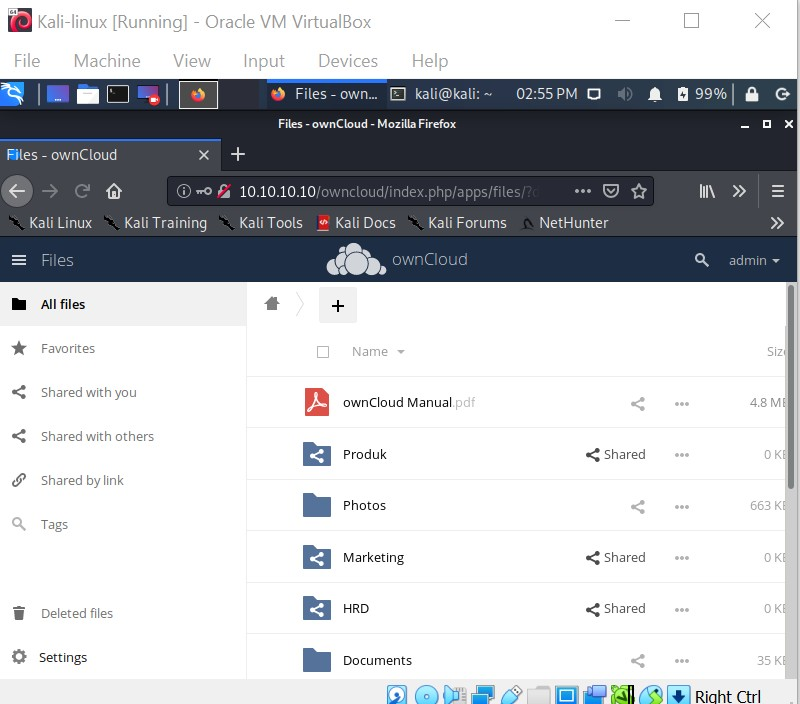 Kali-linux [Running] - Oracle VM VirtualBox
File Machine View Input Devices Help
Files - own... kali@kali: ~ 02:55 PM 99%
Files - ownCloud - Mozilla Firefox
Files - ownCloud
10.10.10.10/owncloud/index.php/apps/files/?
Kali Linux Kali Training Kali Tools Kali Docs Kali Forums NetHunter
Files ownCloud admin
All files
Favorites
Shared with you
Shared with others
Shared by link
Tags
Deleted files
Settings
Name Size
ownCloud Manual.pdf 4.8 MB
Produk Shared 0 KB
Photos 663 KB
Marketing Shared 0 KB
HRD Shared 0 KB
Documents 35 KB
Right Ctrl